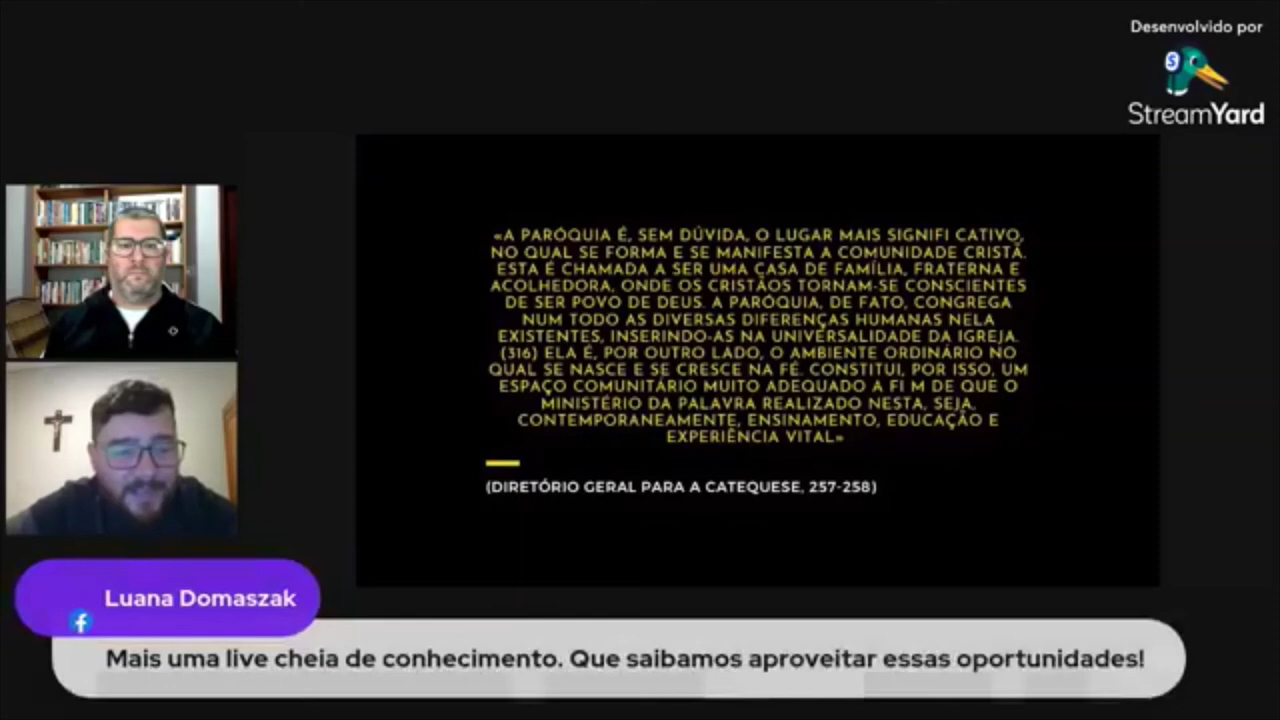 Desenvolvido por
StreamYard
«A PARÓQUIA É, SEM DÚVIDA, O LUGAR MAIS SIGNIFI CATIVO,
NO QUAL SE FORMA E SE MANIFESTA A COMUNIDADE CRISTÃ.
ESTA É CHAMADA A SER UMA CASA DE FAMÍLIA, FRATERNA E
ACOLHEDORA, ONDE OS CRISTÃOS TORNAM-SE CONSCIENTES
DE SER POVO DE DEUS. A PARÓQUIA, DE FATO, CONGREGA
NUM TODO AS DIVERSAS DIFERENÇAS HUMANAS NELA
EXISTENTES, INSERINDO-AS NA UNIVERSALIDADE DA IGREJA.
(316) ELA É, POR OUTRO LADO, O AMBIENTE ORDINÁRIO NO
QUAL SE NASCE E SE CRESCE NA FÉ. CONSTITUI, POR ISSO, UM
ESPAÇO COMUNITÁRIO MUITO ADEQUADO A FI M DE QUE O
MINISTÉRIO DA PALAVRA REALIZADO NESTA, SEJA,
CONTEMPORANEAMENTE, ENSINAMENTO, EDUCAÇÃO E
EXPERIÊNCIA VITAL»
(DIRETÓRIO GERAL PARA A CATEQUESE, 257-258)
Luana Domaszak
Mais uma live cheia de conhecimento. Que saibamos aproveitar essas oportunidades!